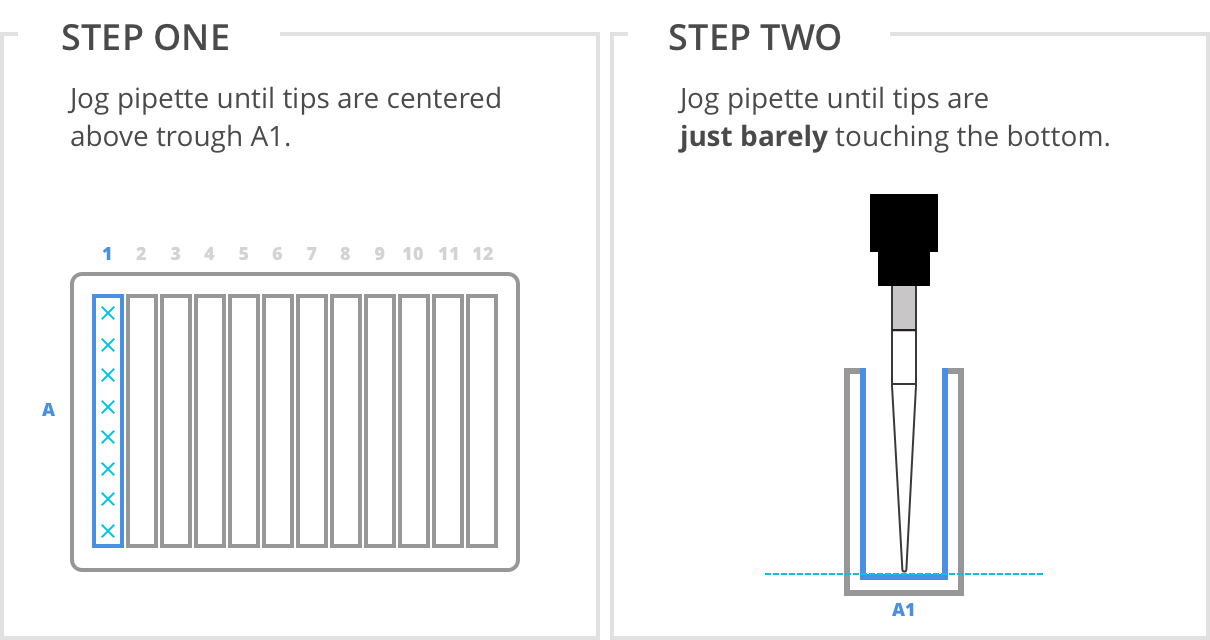 STEP ONE
Jog pipette until tips are centered
above trough A1.
1 2 3 4 5 6 7 8 9 10 11 12
A
STEP TWO
Jog pipette until tips are
just barely touching the bottom.
A1